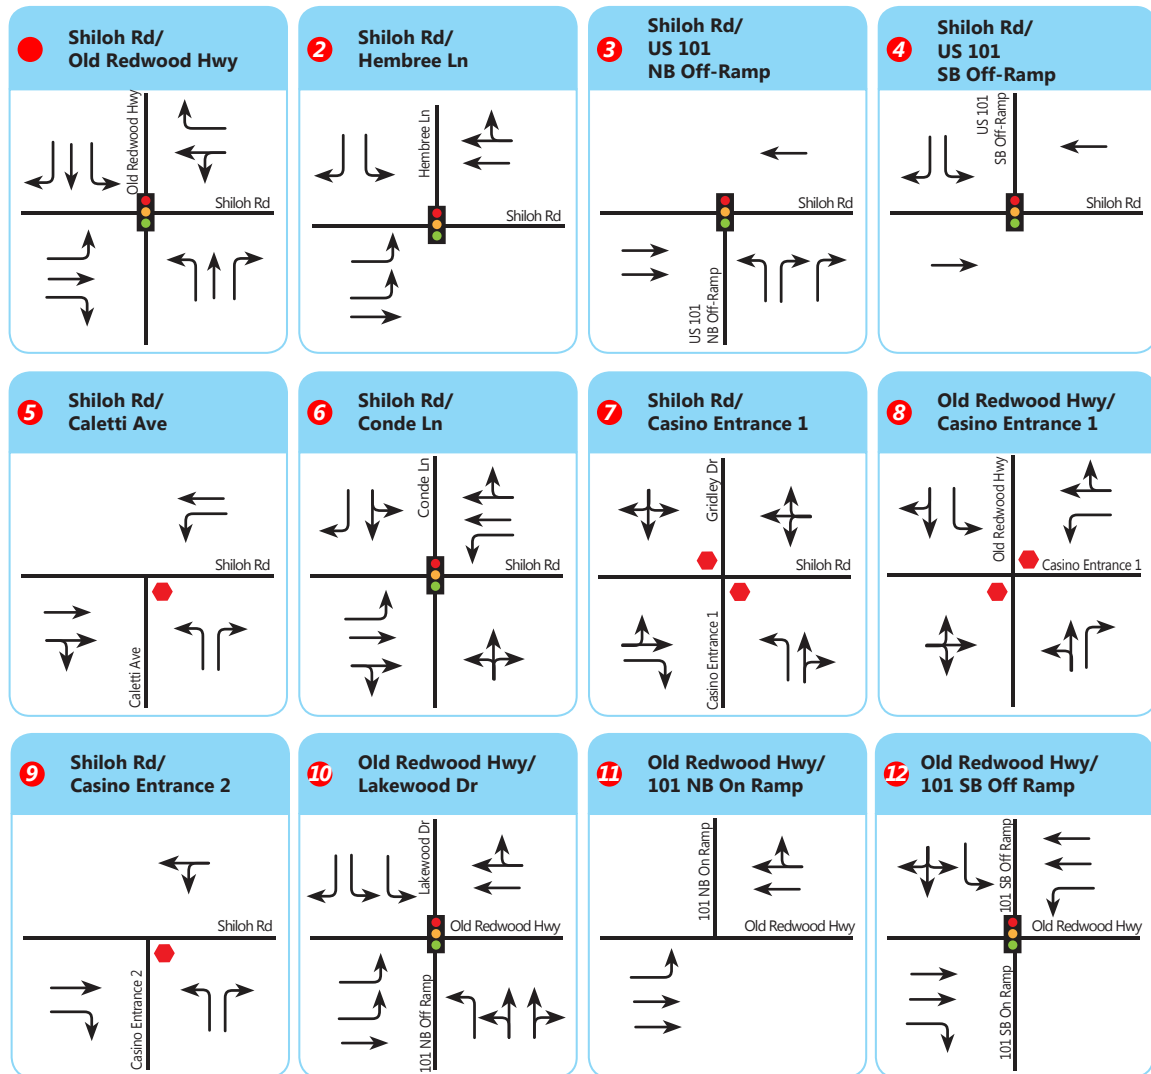 Shiloh Rd/
Old Redwood Hwy
Old Redwood Hwy
Shiloh Rd
2
Shiloh Rd/
Hembree Ln
Hembree Ln
Shiloh Rd
3
Shiloh Rd/
US 101
NB Off-Ramp
Shiloh Rd
US 101
NB Off-Ramp
4
Shiloh Rd/
US 101
SB Off-Ramp
US 101
SB Off-Ramp
Shiloh Rd
5
Shiloh Rd/
Caletti Ave
Shiloh Rd
Caletti Ave
6
Shiloh Rd/
Conde Ln
Conde Ln
Shiloh Rd
7
Shiloh Rd/
Casino Entrance 1
Gridley Dr
Shiloh Rd
Casino Entrance 1
8
Old Redwood Hwy/
Casino Entrance 1
Old Redwood Hwy
Casino Entrance 1
9
Shiloh Rd/
Casino Entrance 2
Shiloh Rd
Casino Entrance 2
10
Old Redwood Hwy/
Lakewood Dr
Lakewood Dr
Old Redwood Hwy
101 NB Off Ramp
11
Old Redwood Hwy/
101 NB On Ramp
101 NB On Ramp
Old Redwood Hwy
12
Old Redwood Hwy/
101 SB Off Ramp
101 SB Off Ramp
Old Redwood Hwy
101 SB On Ramp